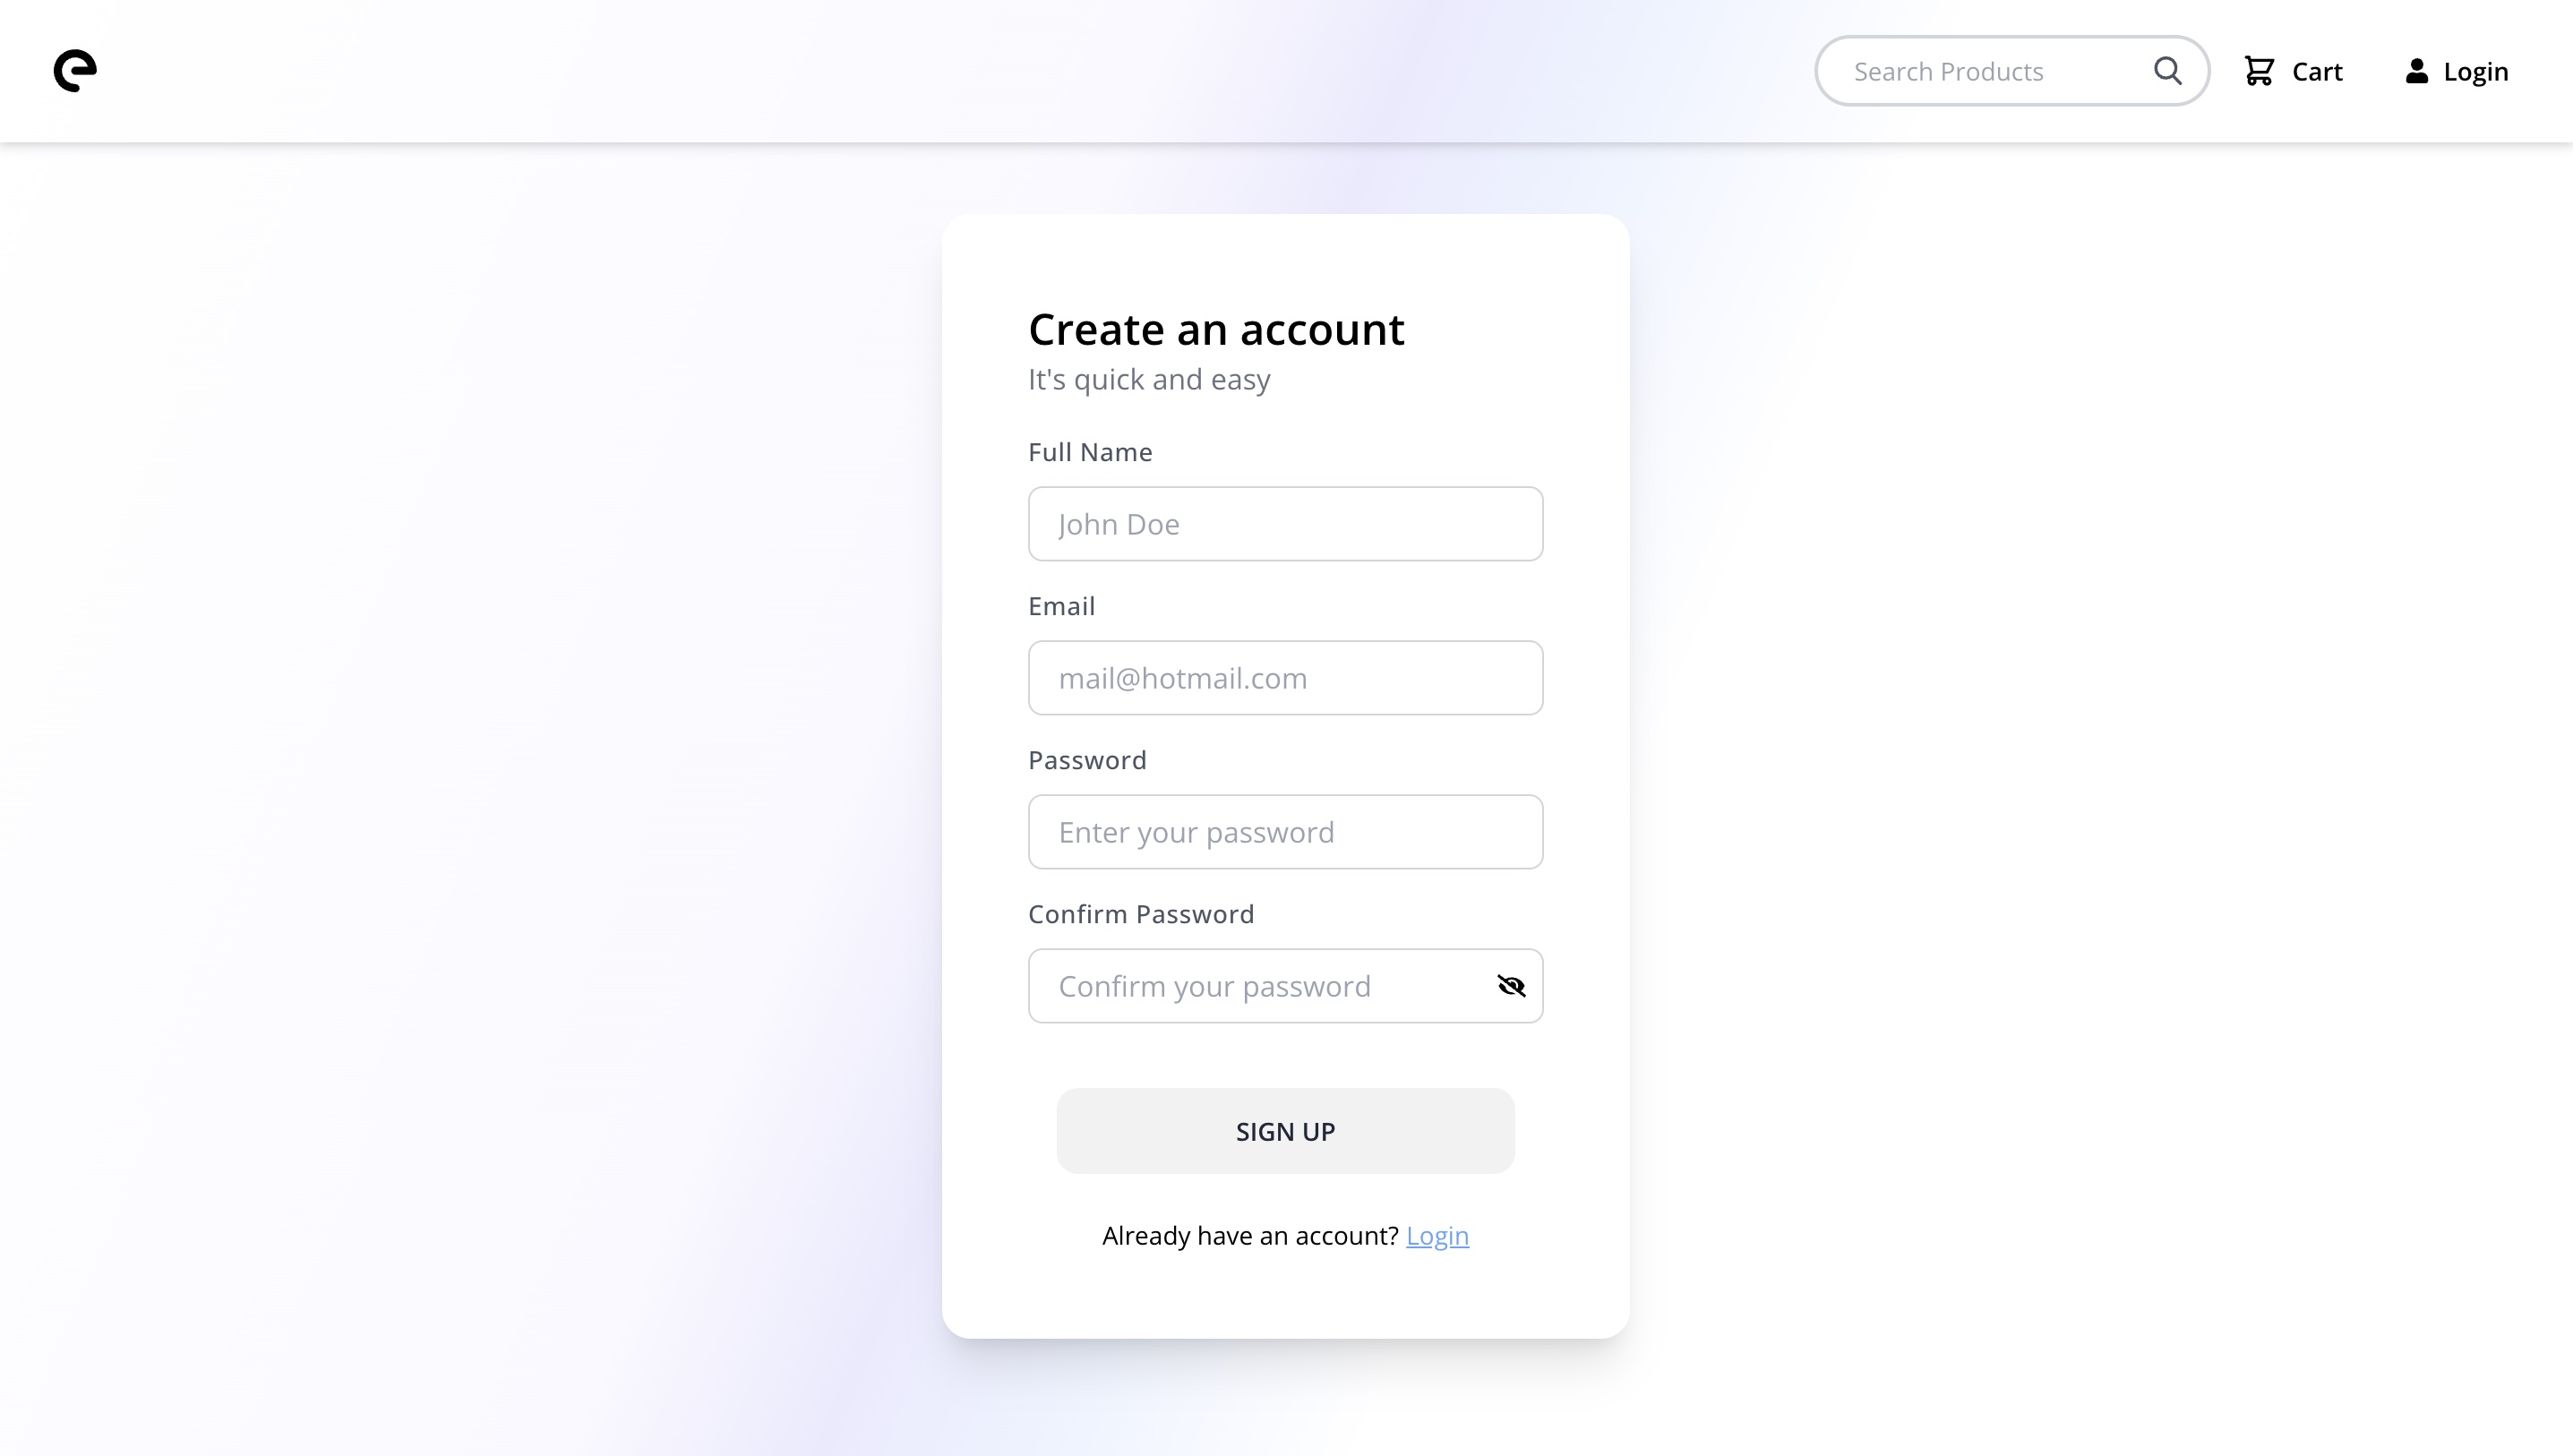 e
Search Products
Cart
Login
Create an account
It's quick and easy
Full Name
John Doe
Email
mail@hotmail.com
Password
Enter your password
Confirm Password
Confirm your password
SIGN UP
Already have an account? Login